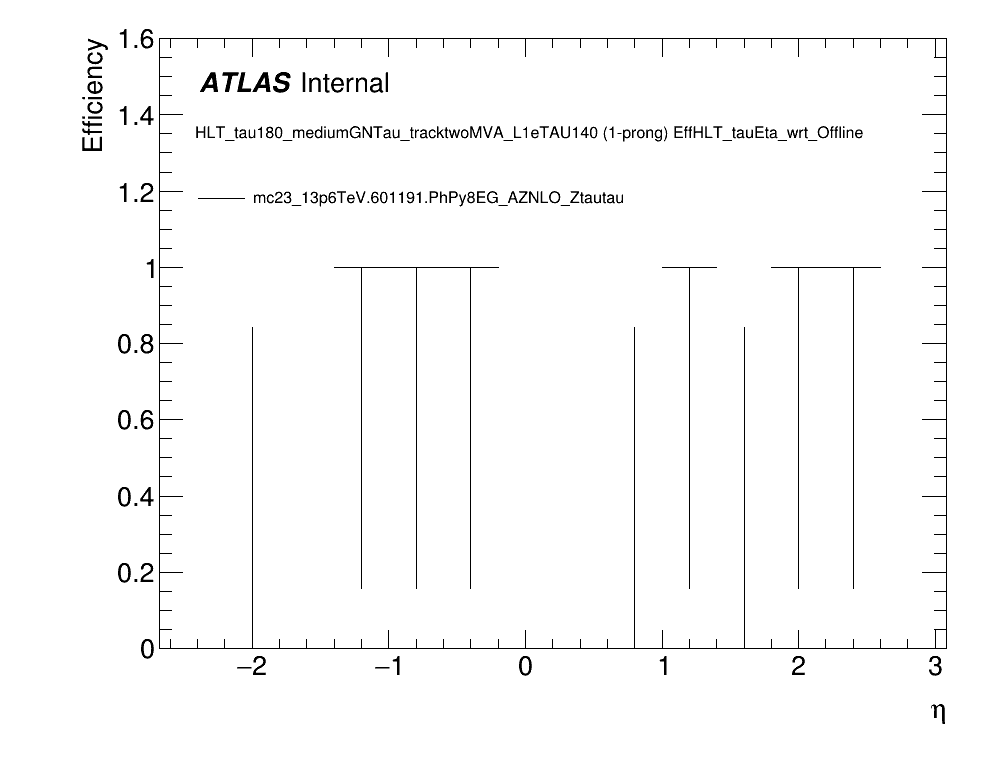 1.6
Efficiency
ATLAS Internal
1.4
HLT_tau180_mediumGNTau_tracktwoMVA_L1eTAU140 (1-prong) EffHLT_tauEta_wrt_Offline
1.2
mc23_13p6TeV.601191.PhPy8EG_AZNLO_Ztautau
1
0.8
0.6
0.4
0.2
0
−2 −1 0 1 2 3
η